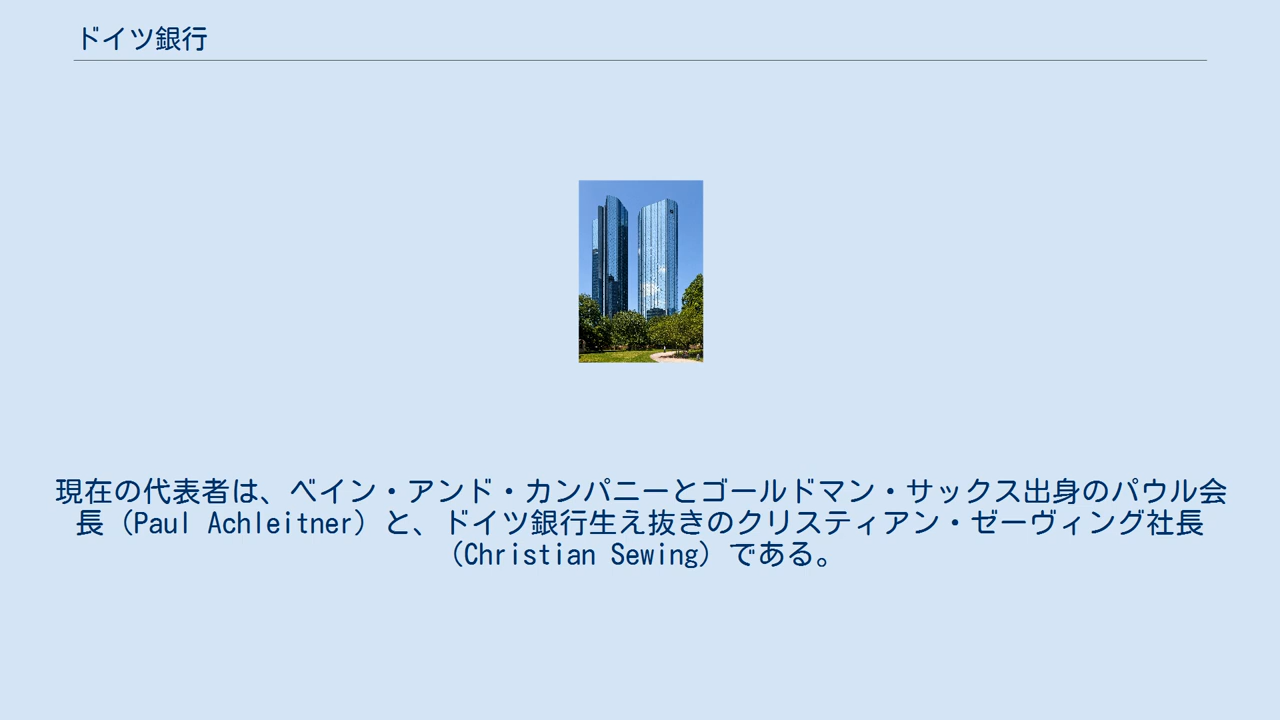 ドイツ銀行
現在の代表者は、ベイン・アンド・カンパニーとゴールドマン・サックス出身のパウル会
長（Paul Achleitner）と、ドイツ銀行生え抜きのクリスティアン・ゼーヴィング社長
（Christian Sewing）である。